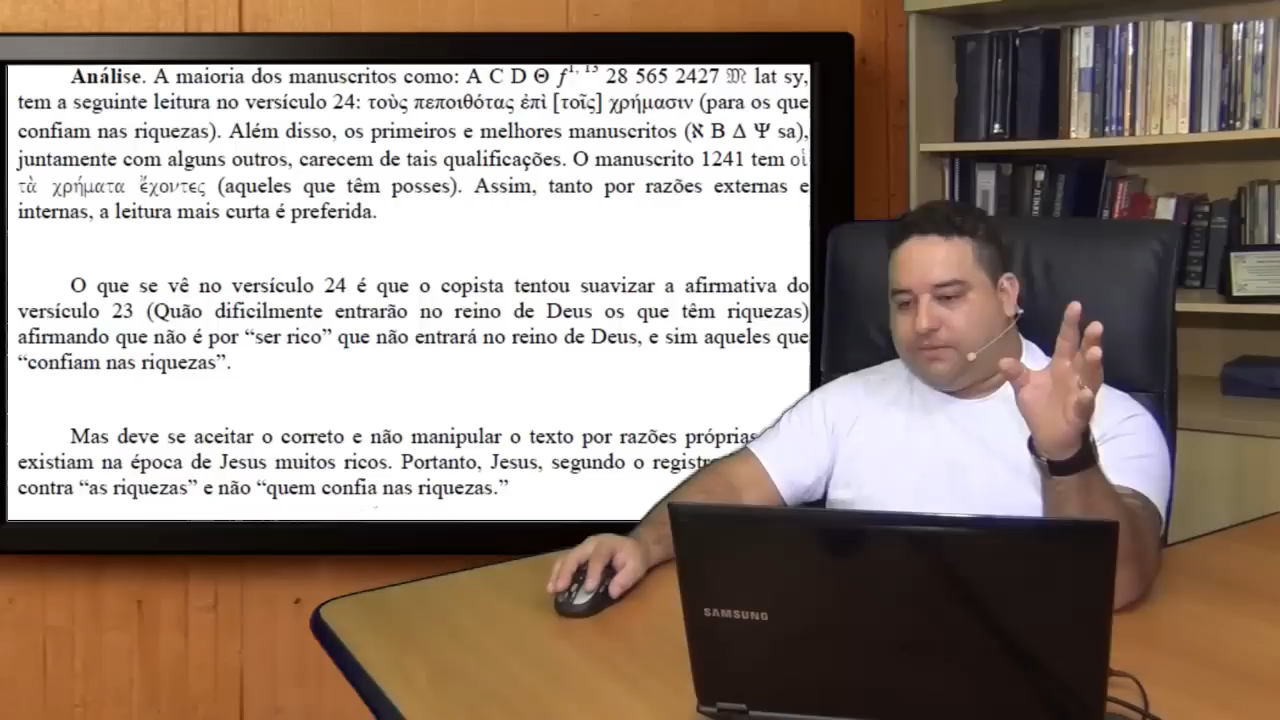 Análise. A maioria dos manuscritos como: A C D Θ f1, 13 28 565 2427 𝔐 lat sy,
tem a seguinte leitura no versículo 24: τοὺς πεποιθότας ἐπὶ [τοῖς] χρήμασιν (para os que
confiam nas riquezas). Além disso, os primeiros e melhores manuscritos (ℵ B Δ Ψ sa),
juntamente com alguns outros, carecem de tais qualificações. O manuscrito 1241 tem οἱ
τὰ χρήματα ἔχοντες (aqueles que têm posses). Assim, tanto por razões externas e
internas, a leitura mais curta é preferida.
O que se vê no versículo 24 é que o copista tentou suavizar a afirmativa do
versículo 23 (Quão dificilmente entrarão no reino de Deus os que têm riquezas)
afirmando que não é por “ser rico” que não entrará no reino de Deus, e sim aqueles que
“confiam nas riquezas”.
Mas deve se aceitar o correto e não manipular o texto por razões próprias
existiam na época de Jesus muitos ricos. Portanto, Jesus, segundo o registr
contra “as riquezas” e não “quem confia nas riquezas.”
SAMSUNG